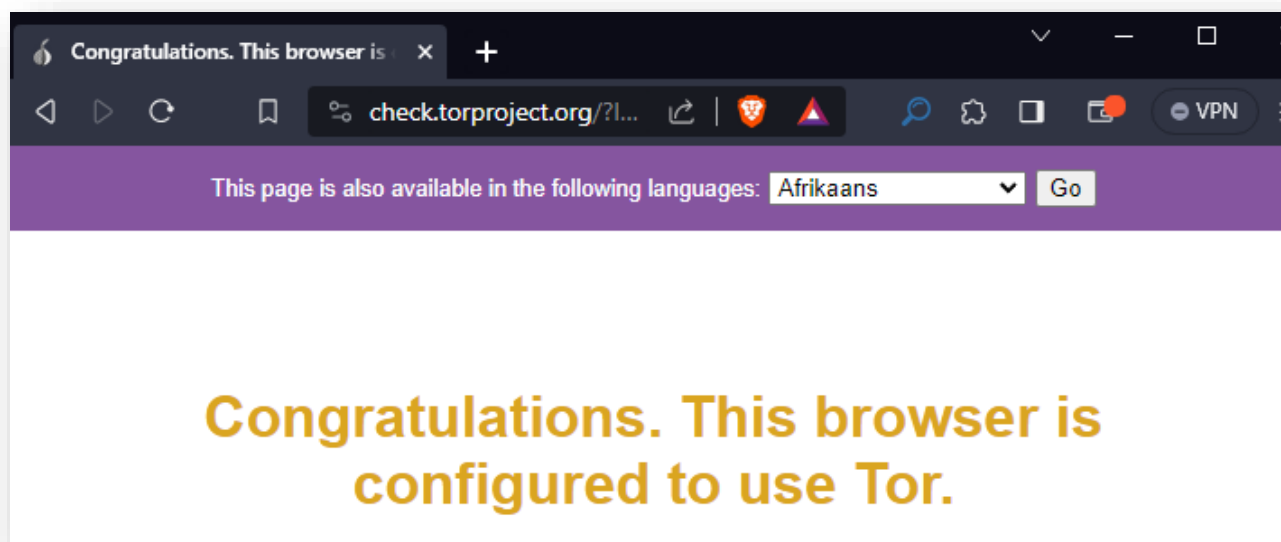 Congratulations. This browser is
check.torproject.org/?l...
VPN
This page is also available in the following languages: Afrikaans Go
Congratulations. This browser is
configured to use Tor.